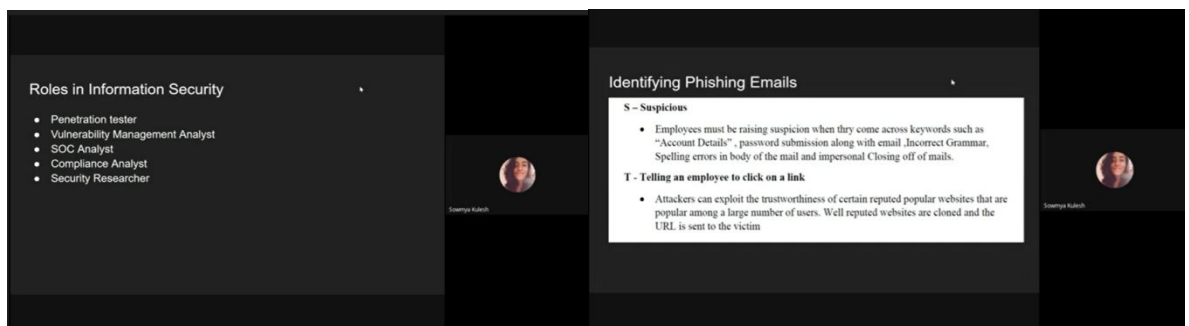 Roles in Information Security
● Penetration tester
● Vulnerability Management Analyst
● SOC Analyst
● Compliance Analyst
● Security Researcher
Sowmya Kulesh
Identifying Phishing Emails
S – Suspicious
● Employees must be raising suspicion when thry come across keywords such as
“Account Details” , password submission along with email ,Incorrect Grammar,
Spelling errors in body of the mail and impersonal Closing off of mails.
T - Telling an employee to click on a link
● Attackers can exploit the trustworthiness of certain reputed popular websites that are
popular among a large number of users. Well reputed websites are cloned and the
URL is sent to the victim
Sowmya Kulesh